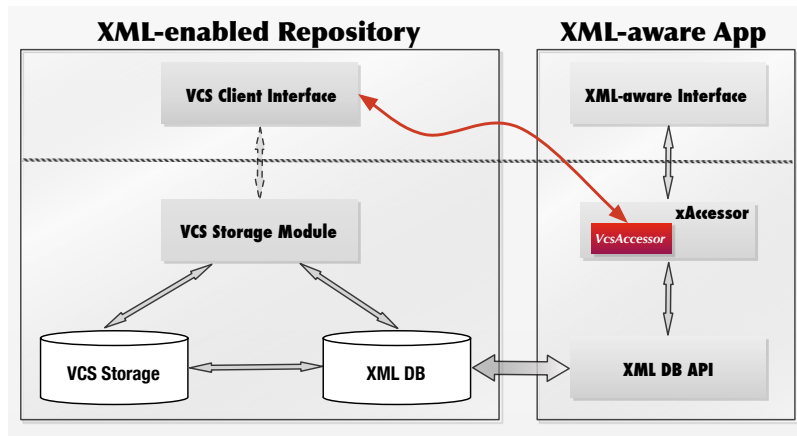 XML-enabled Repository
XML-aware App
VCS Client Interface
XML-aware Interface
VCS Storage Module
xAccessor
VcsAccessor
VCS Storage
XML DB
XML DB API